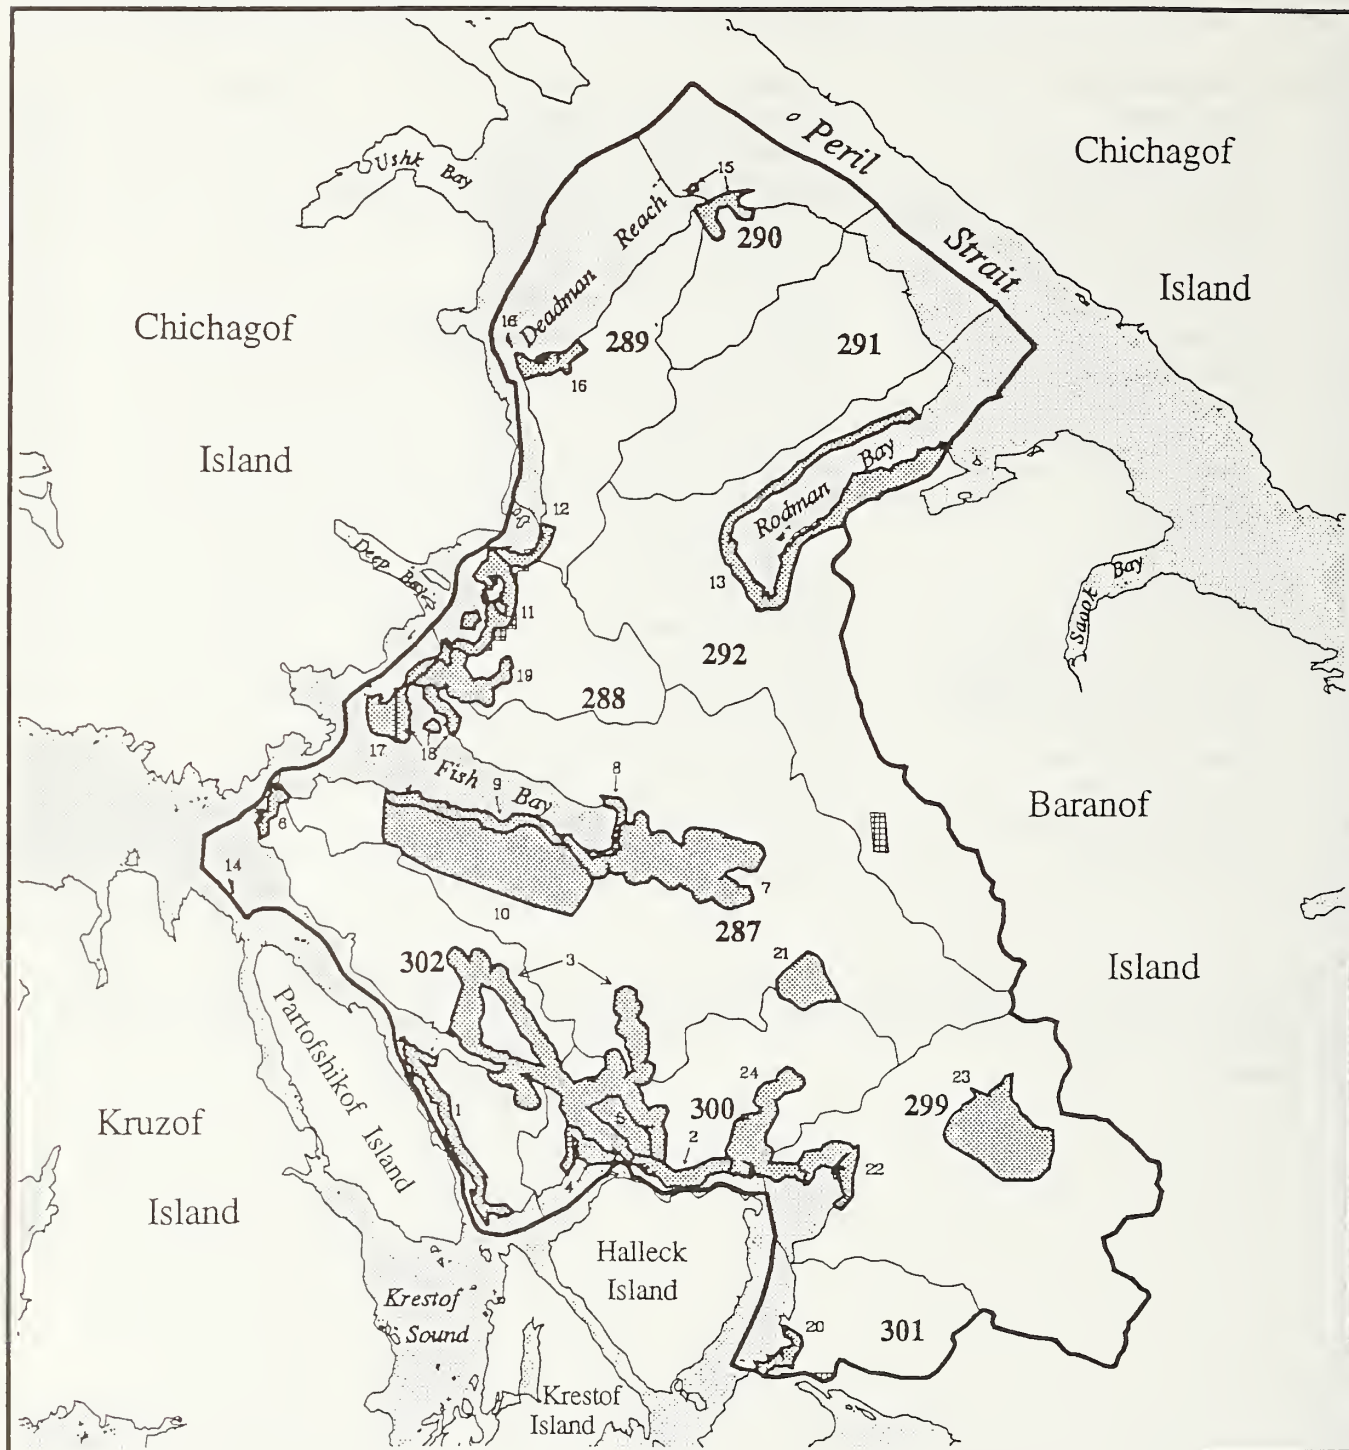 Peril
Chichagof
Ushk
Bay
15
Reach
290
Strait
Island
Deadman
Chichagof
16
289
291
16
Island
Bay
Rodman
12
Deep Bay
Bay
13
11
Saook
292
19
288
17
18
Fish
8
9
Bay
Baranof
6
14
7
10
287
302
3
21
Island
Partofshikof
Island
24
23
Kruzof
1
5
300
299
2
22
4
Island
Halleck
Island
Krestof
Sound
20
301
Krestof
Island